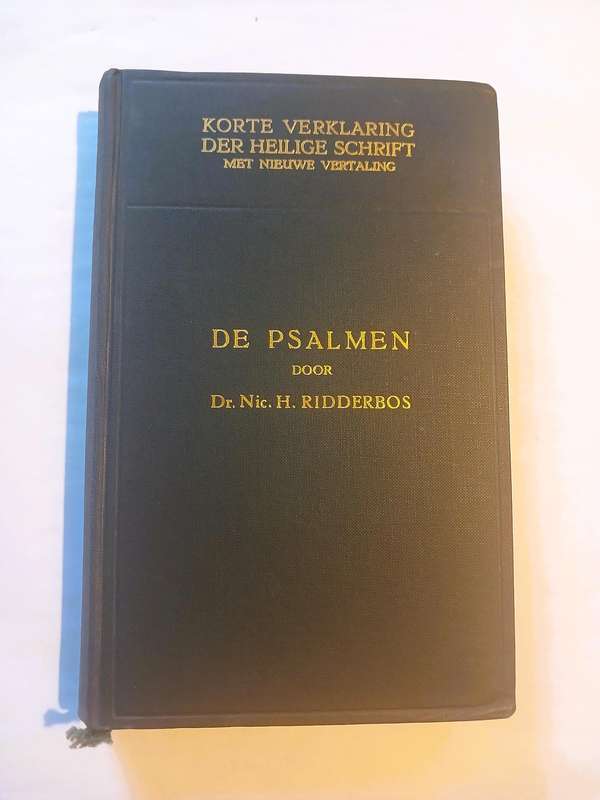 KORTE VERKLARING
DER HEILIGE SCHRIFT
MET NIEUWE VERTALING
DE PSALMEN
DOOR
Dr. Nic. H. RIDDERBOS